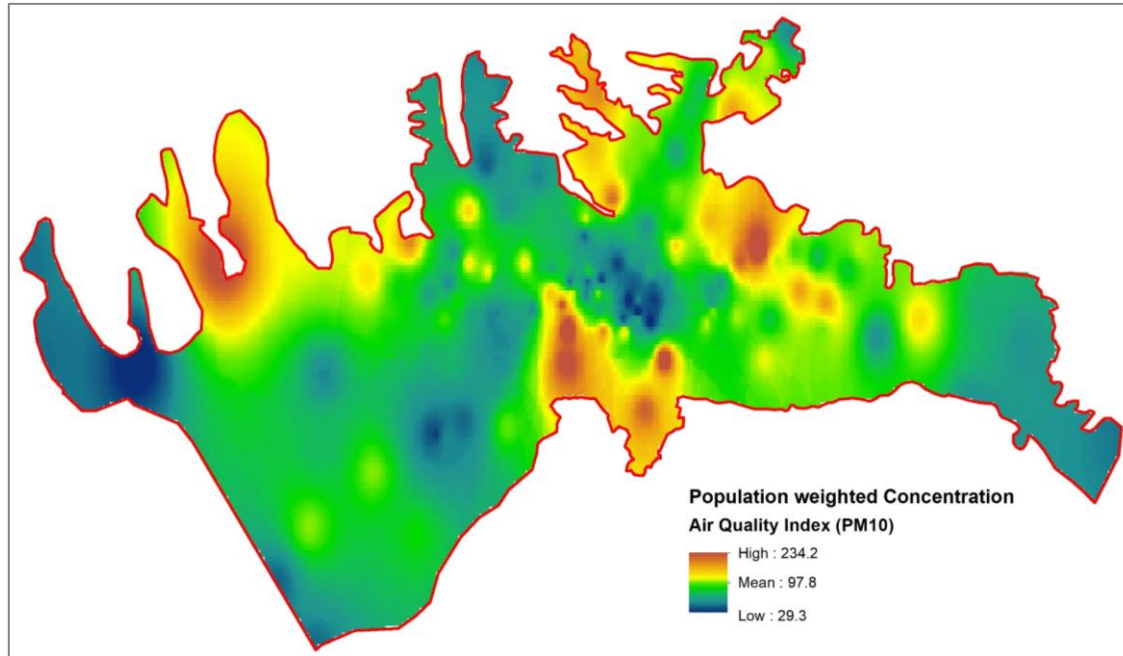 Population weighted Concentration
Air Quality Index (PM10)
High : 234.2
Mean : 97.8
Low : 29.3